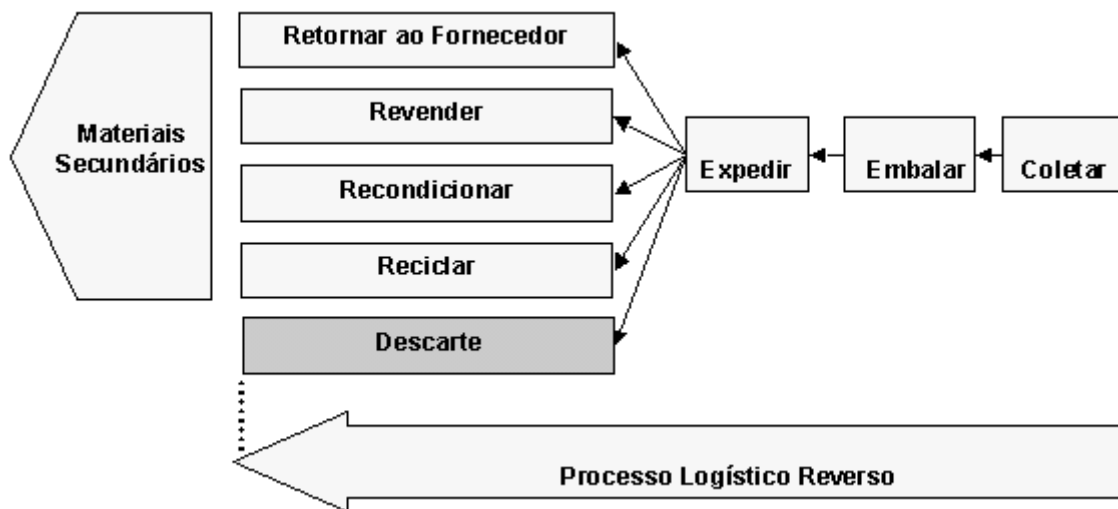 Retornar ao Fornecedor
Revender
Materiais
Secundários
Expedir
Embalar
Coletar
Recondicionar
Reciclar
Descarte
Processo Logístico Reverso